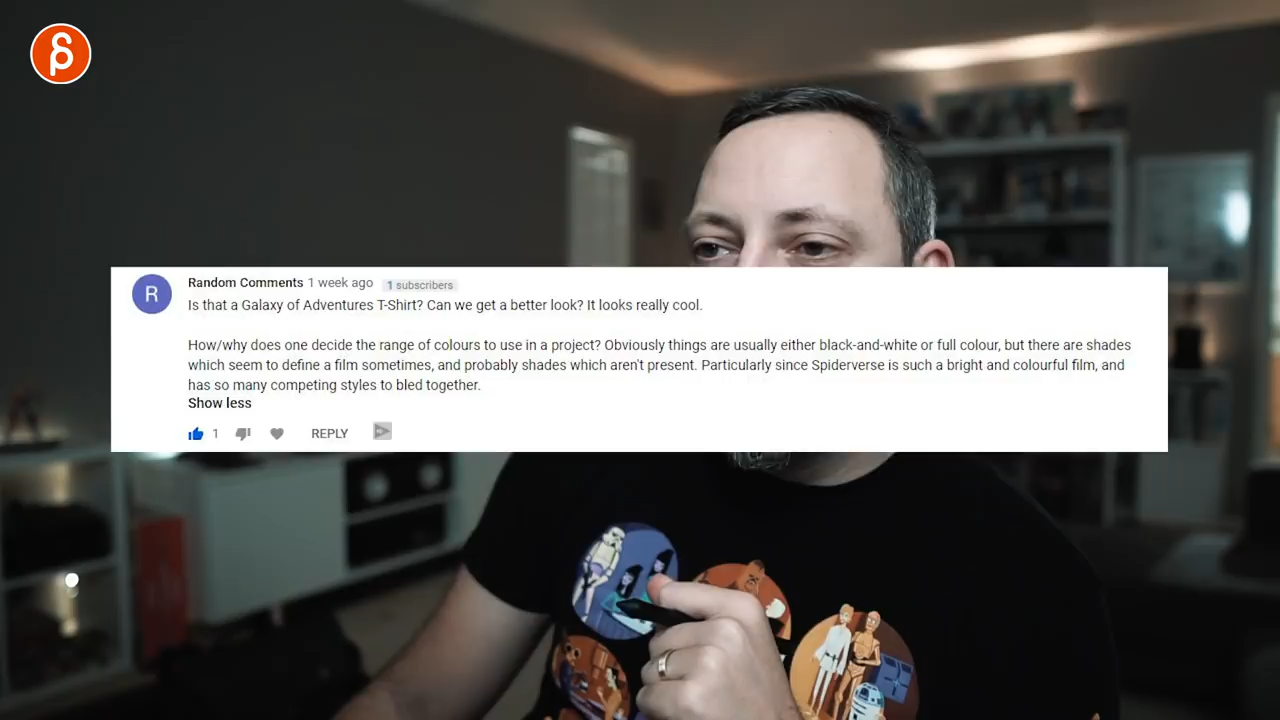 R
Random Comments 1 week ago 1 subscribers
Is that a Galaxy of Adventures T-Shirt? Can we get a better look? It looks really cool.
How/why does one decide the range of colours to use in a project? Obviously things are usually either black-and-white or full colour, but there are shades
which seem to define a film sometimes, and probably shades which aren't present. Particularly since Spiderverse is such a bright and colourful film, and
has so many competing styles to bled together.
Show less
1 REPLY